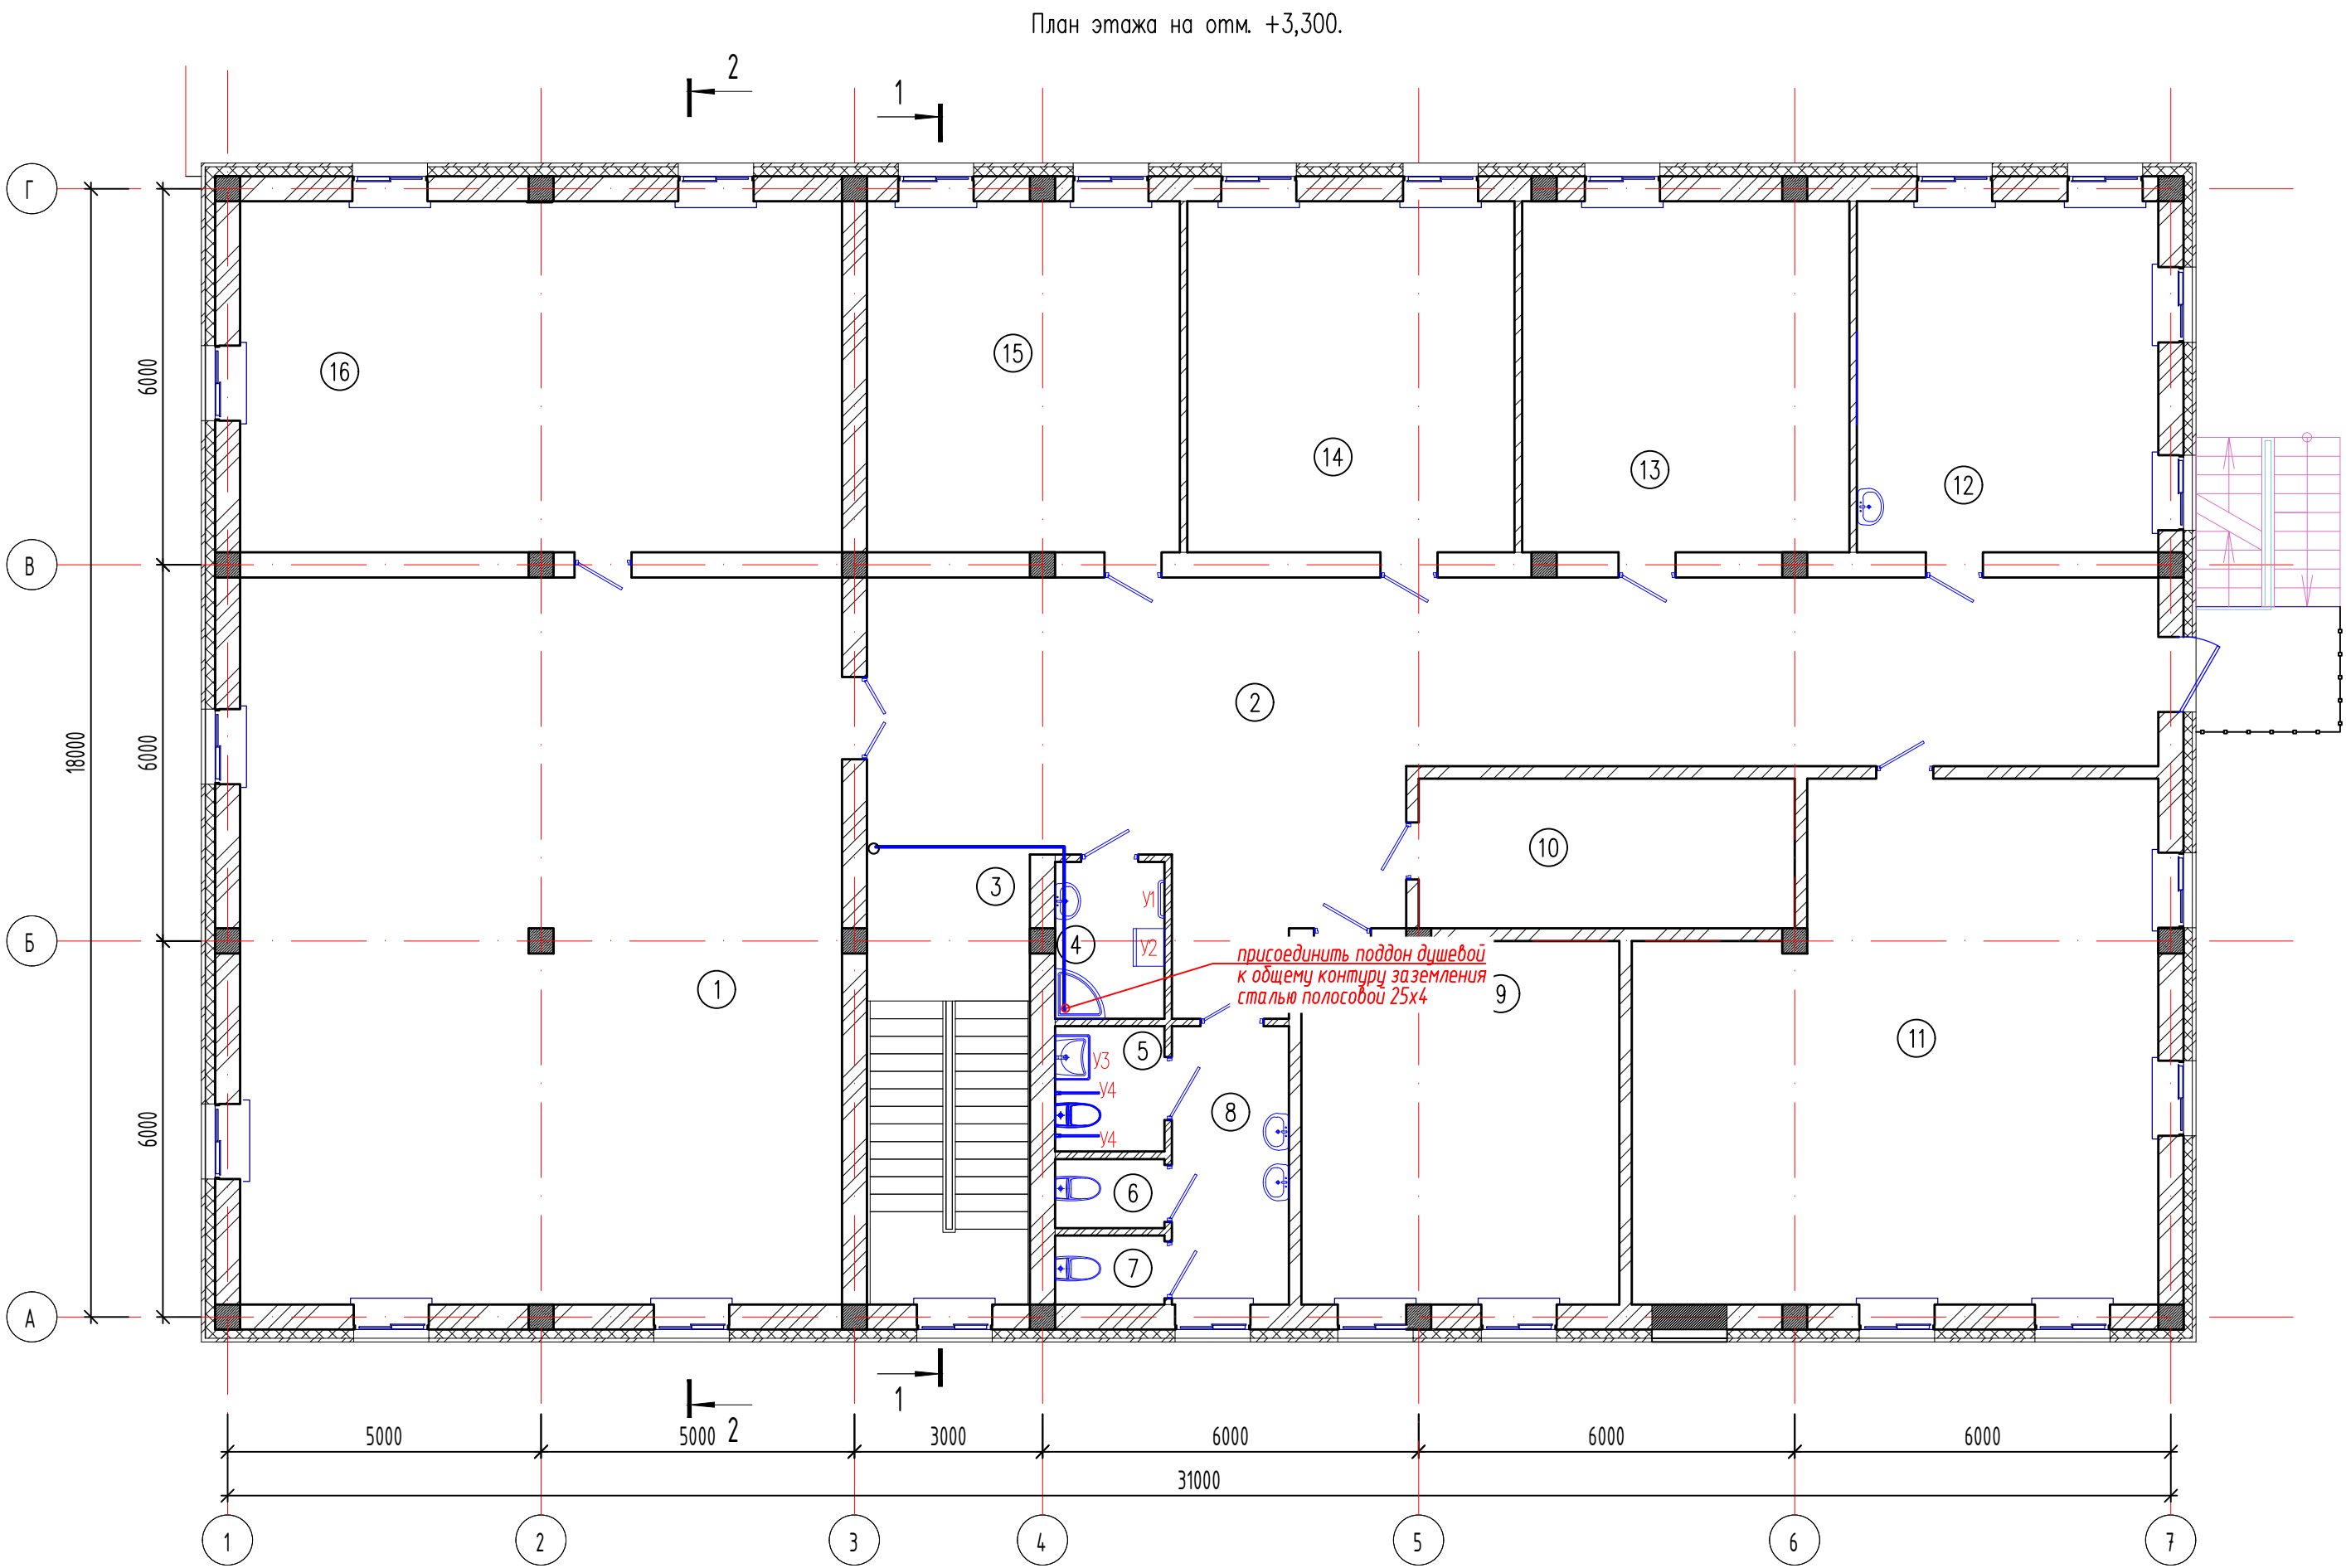 План этажа на отм. +3,300.
2
1
Г
16
15
14
13
12
6000
В
2
18000
6000
10
3
У1
4
У2
Б
присоединить поддон душевой
к общему контуру заземления
сталью полосовой 25х4
1
9
5
У3
11
У4
8
У4
6000
6
7
А
1
2
5000
5000
3000
6000
6000
6000
31000
1
2
3
4
5
6
7